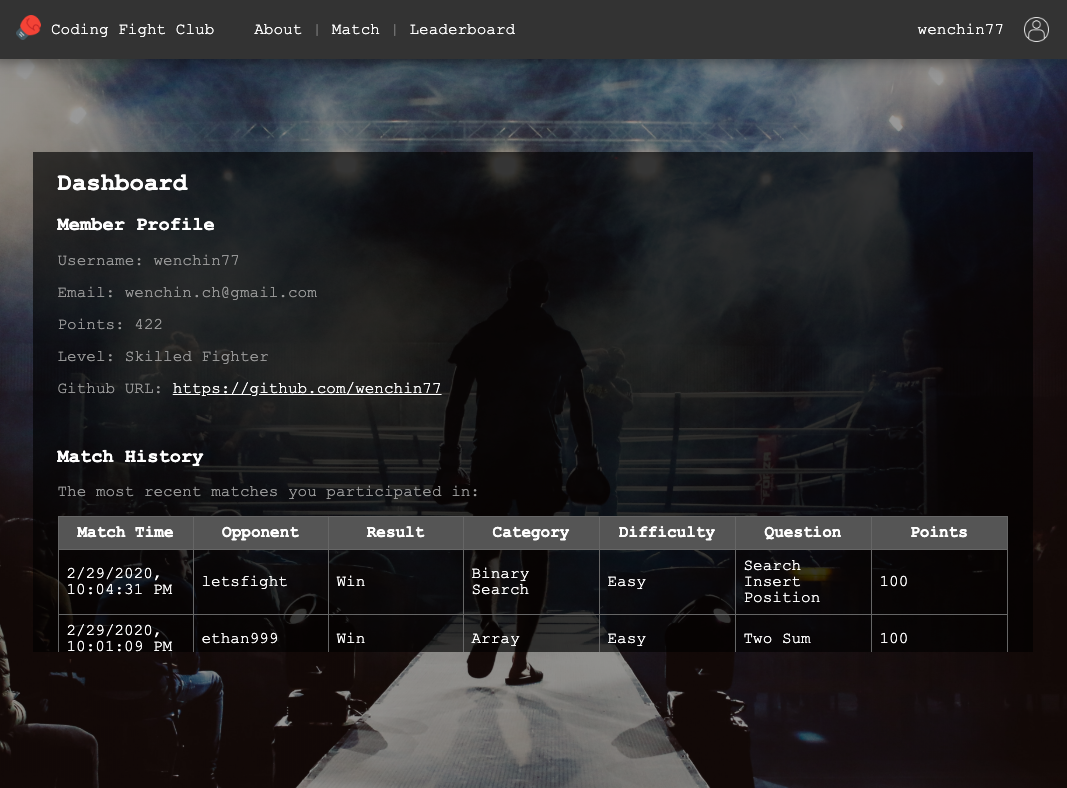 Coding Fight Club About | Match | Leaderboard wenchin77
Dashboard
Member Profile
Username: wenchin77
Email: wenchin.ch@gmail.com
Points: 422
Level: Skilled Fighter
Github URL: https://github.com/wenchin77
Match History
The most recent matches you participated in:
Match Time Opponent Result Category Difficulty Question Points
2/29/2020,
10:04:31 PM
letsfight
Win
Binary
Search
Easy
Search
Insert
Position
100
2/29/2020,
10:01:09 PM
ethan999
Win
Array
Easy
Two Sum
100